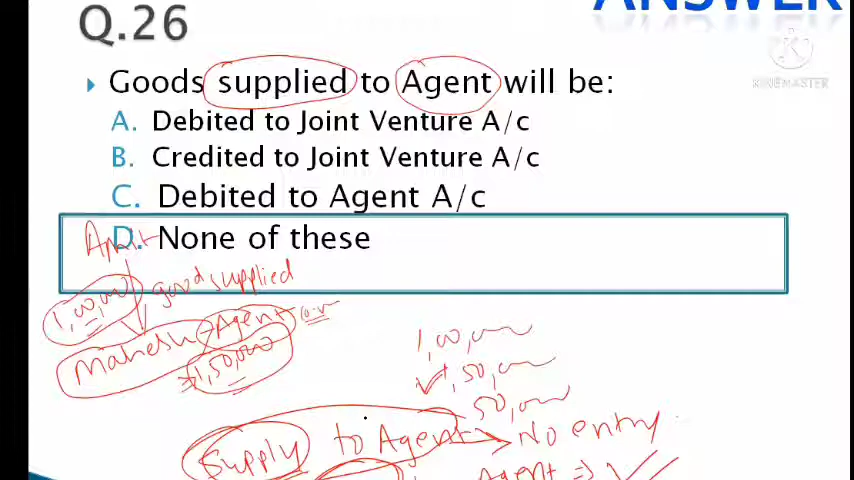 ANSWER
Q.26
KINEMASTER
Goods supplied to Agent will be:
A. Debited to Joint Venture A/c
B. Credited to Joint Venture A/c
C. Debited to Agent A/c
D. None of these
good supplied
1,00,000
Mahesh - Agent
1,50,000
1,00,000
1,50,000
50,000
Supply to Agent No entry
Agent ⇒